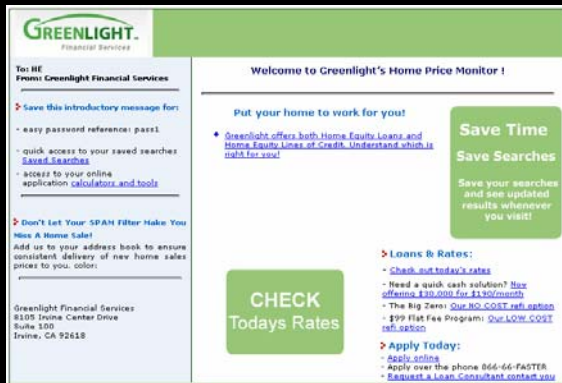 GREENLIGHT
Financial Services
To: HE
From: Greenlight Financial Services
Save this introductory message for:
- easy password reference: pass1
- quick access to your saved searches
Saved Searches
- access to your online
application calculators and tools
Don't Let Your SPAM Filter Make You
Miss A Home Sale!
Add us to your address book to ensure
consistent delivery of new home sales
prices to you. color:
Greenlight Financial Services
8105 Irvine Center Drive
Suite 100
Irvine, CA 92618
Welcome to Greenlight's Home Price Monitor !
Put your home to work for you!
Greenlight offers both Home Equity Loans and
Home Equity Lines of Credit. Understand which is
right for you!
Save Time
Save Searches
Save your searches
and see updated
results whenever
you visit!
CHECK
Todays Rates
Loans & Rates:
- Check out today's rates
- Need a quick cash solution? Now
offering $30,000 for $190/month
- The Big Zero: Our NO COST refi option
- $99 Flat Fee Program: Our LOW COST
refi option
Apply Today:
- Apply online
- Apply over the phone 866-66-FASTER
- Request a Loan Consultant contact you